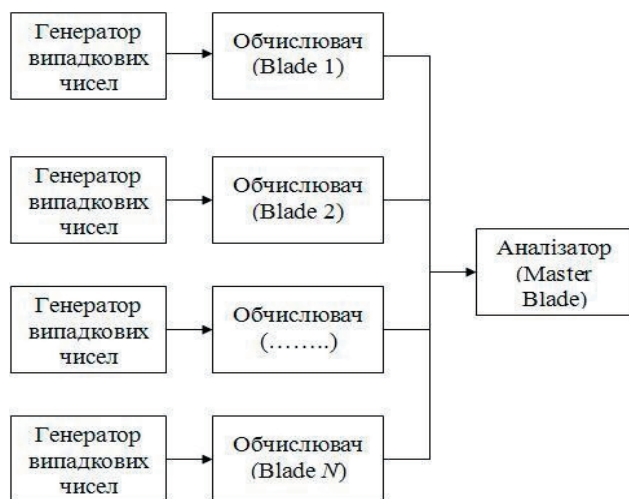 Генератор
випадкових
чисел
Обчислювач
(Blade 1)
Генератор
випадкових
чисел
Обчислювач
(Blade 2)
Аналізатор
(Master
Blade)
Генератор
випадкових
чисел
Обчислювач
(……..)
Генератор
випадкових
чисел
Обчислювач
(Blade N)